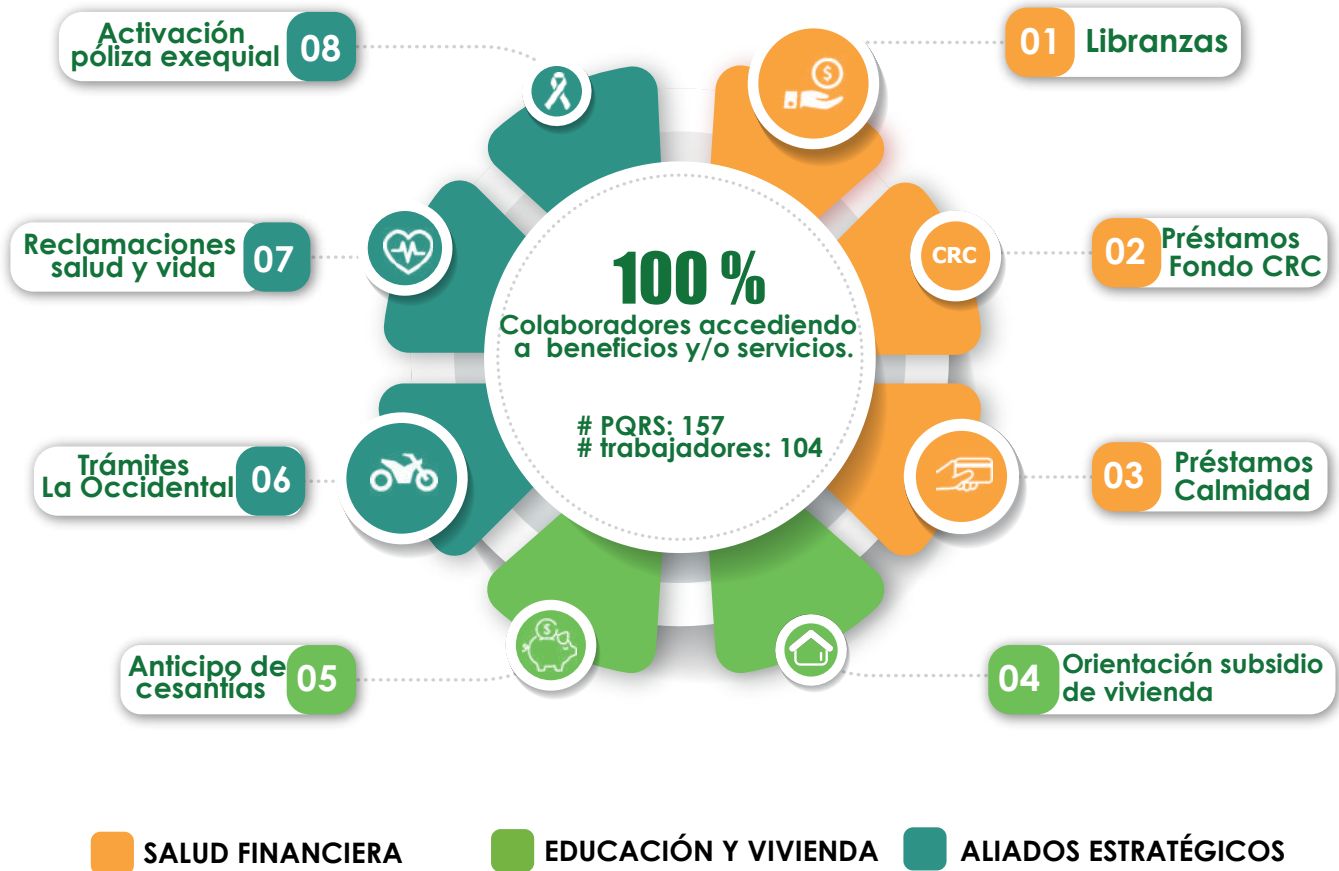 01 Libranzas
02 Préstamos
Fondo CRC
CRC
03 Préstamos
Calmidad
04 Orientación subsidio
de vivienda
Anticipo de
cesantías 05
Trámites
La Occidental 06
Reclamaciones
salud y vida 07
Activación
póliza exequial 08
100 %
Colaboradores accediendo
a beneficios y/o servicios.
# PQRS: 157
# trabajadores: 104
$
$
SALUD FINANCIERA
EDUCACIÓN Y VIVIENDA
ALIADOS ESTRATÉGICOS